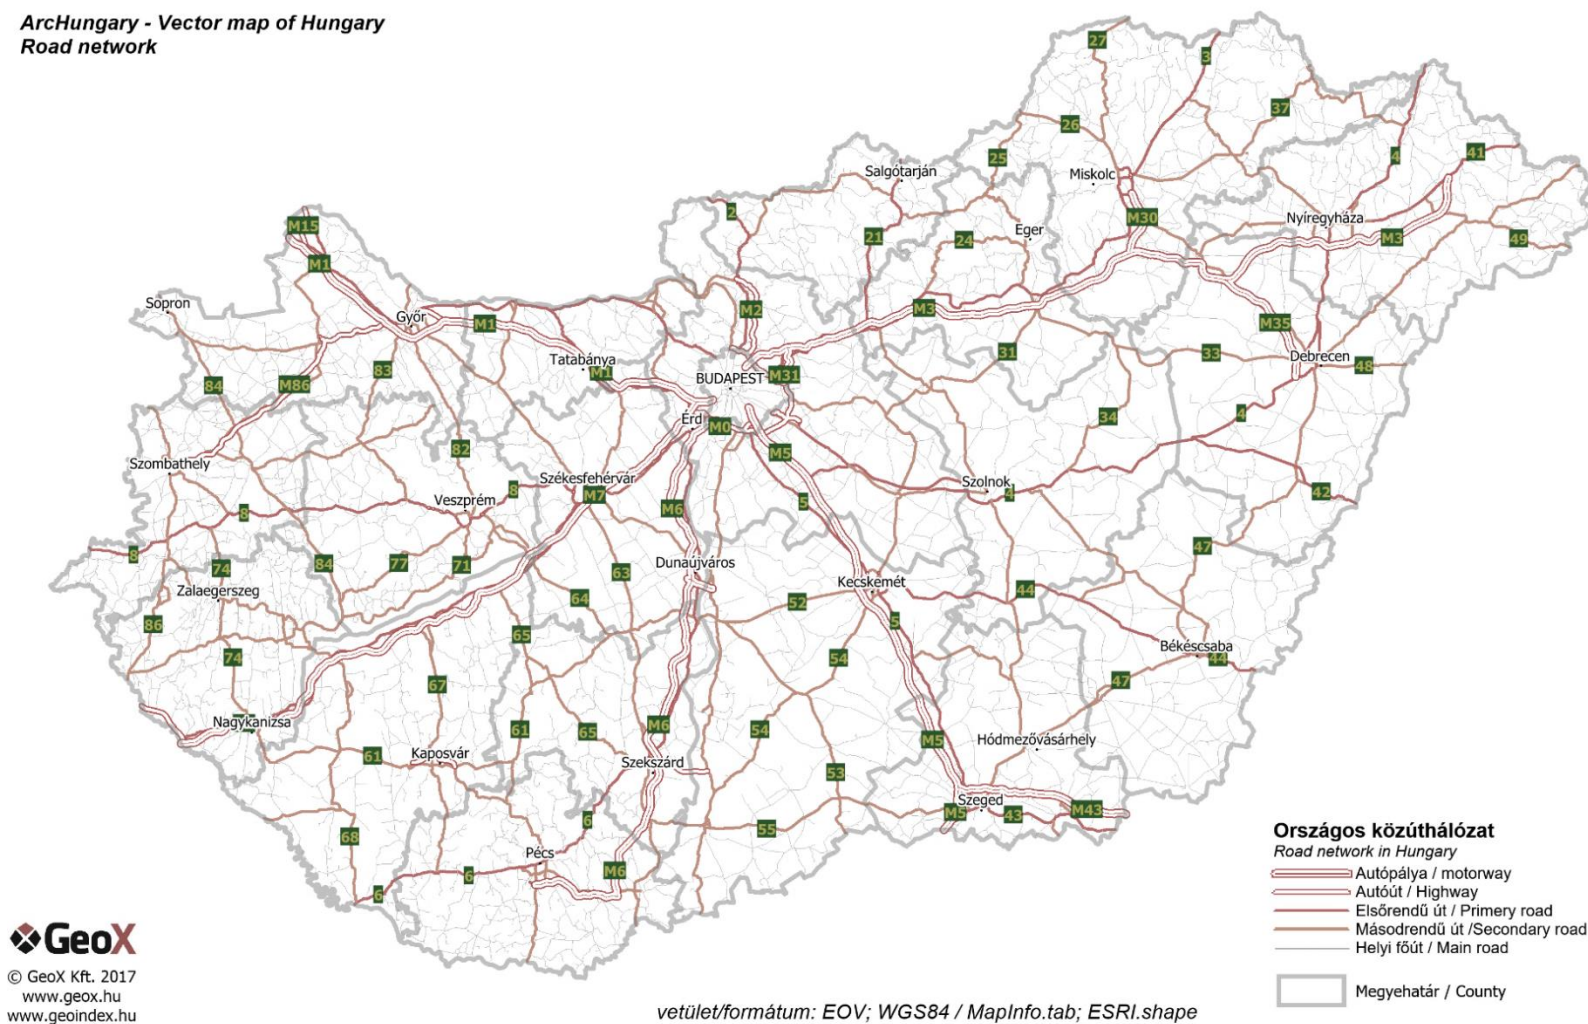 ArcHungary - Vector map of Hungary
Road network
27
3
37
26
4
41
25
Salgótarján
Miskolc
2
M15
21
24
Eger
M30
Nyíregyháza
M3
49
M1
Sopron
Győr
M1
M2
M3
M35
Tatabánya
M1
31
33
Debrecen
48
84
M86
83
BUDAPEST
M31
34
4
Érd
M0
82
M5
Szombathely
Székesfehérvár
M7
Szolnok
4
42
8
Veszprém
8
M6
5
8
74
84
77
71
63
Dunaújváros
47
Zalaegerszeg
64
52
Kecskemét
44
86
65
5
74
67
54
Békéscsaba
44
47
Nagykanizsa
61
65
M6
54
M5
Hódmezővásárhely
61
Kaposvár
Szekszárd
53
68
6
55
M5
Szeged
43
M43
Pécs
6
6
M6
Országos közúthálózat
Road network in Hungary
Autópálya / motorway
Autóút / Highway
Elsőrendű út / Primery road
Másodrendű út /Secondary road
Helyi főút / Main road
Megyehatár / County
GeoX
© GeoX Kft. 2017
www.geox.hu
www.geoindex.hu
vetület/formátum: EOV; WGS84 / MapInfo.tab; ESRI.shape